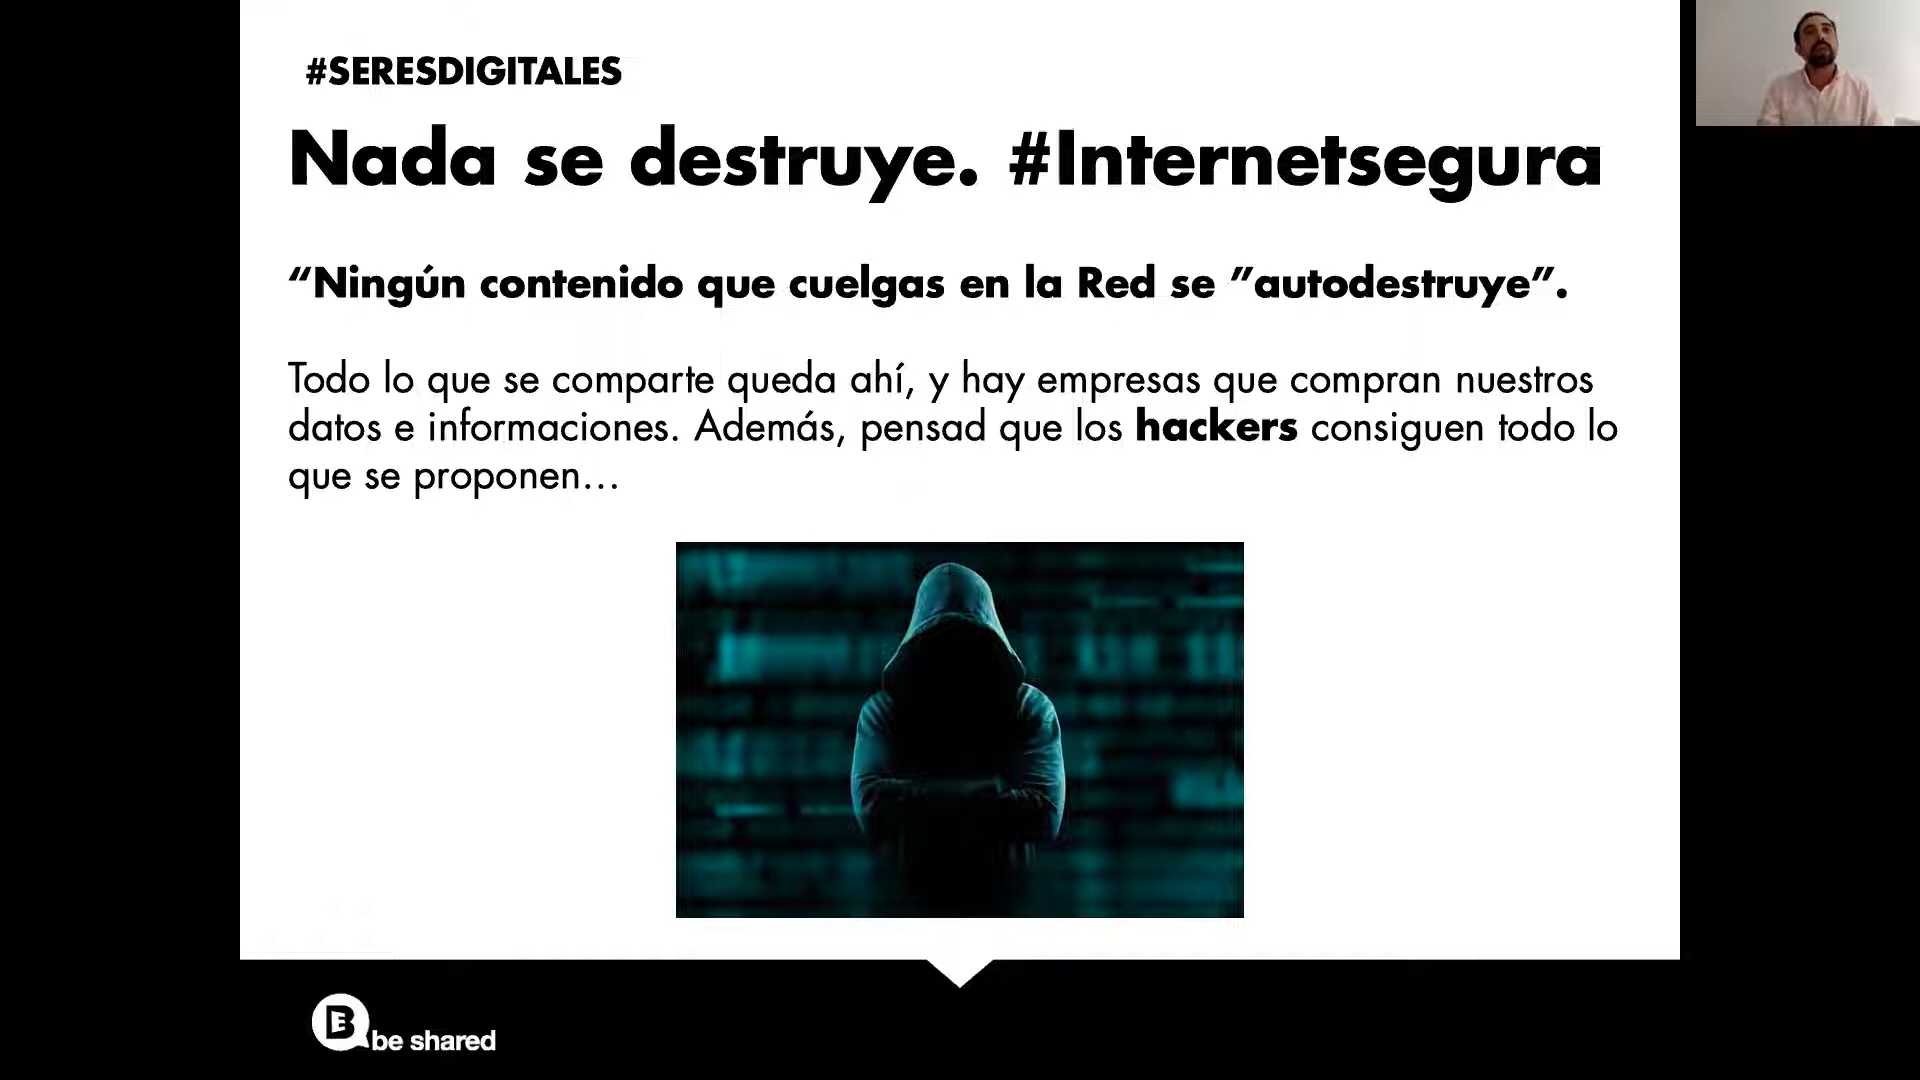 #SERESDIGITALES
Nada se destruye. #Internetsegura
“Ningún contenido que cuelgas en la Red se ”autodestruye”.
Todo lo que se comparte queda ahí, y hay empresas que compran nuestros
datos e informaciones. Además, pensad que los hackers consiguen todo lo
que se proponen…
B be shared